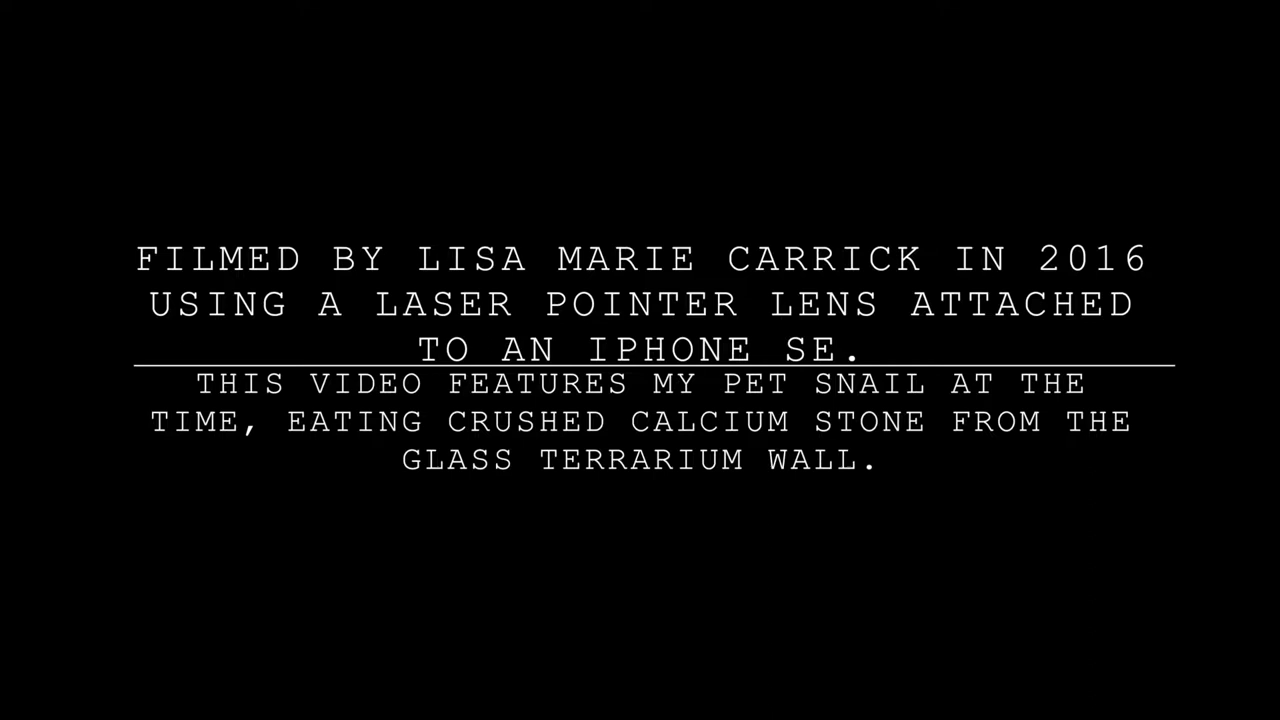 FILMED BY LISA MARIE CARRICK IN 2016
USING A LASER POINTER LENS ATTACHED
TO AN IPHONE SE.
THIS VIDEO FEATURES MY PET SNAIL AT THE
TIME, EATING CRUSHED CALCIUM STONE FROM THE
GLASS TERRARIUM WALL.